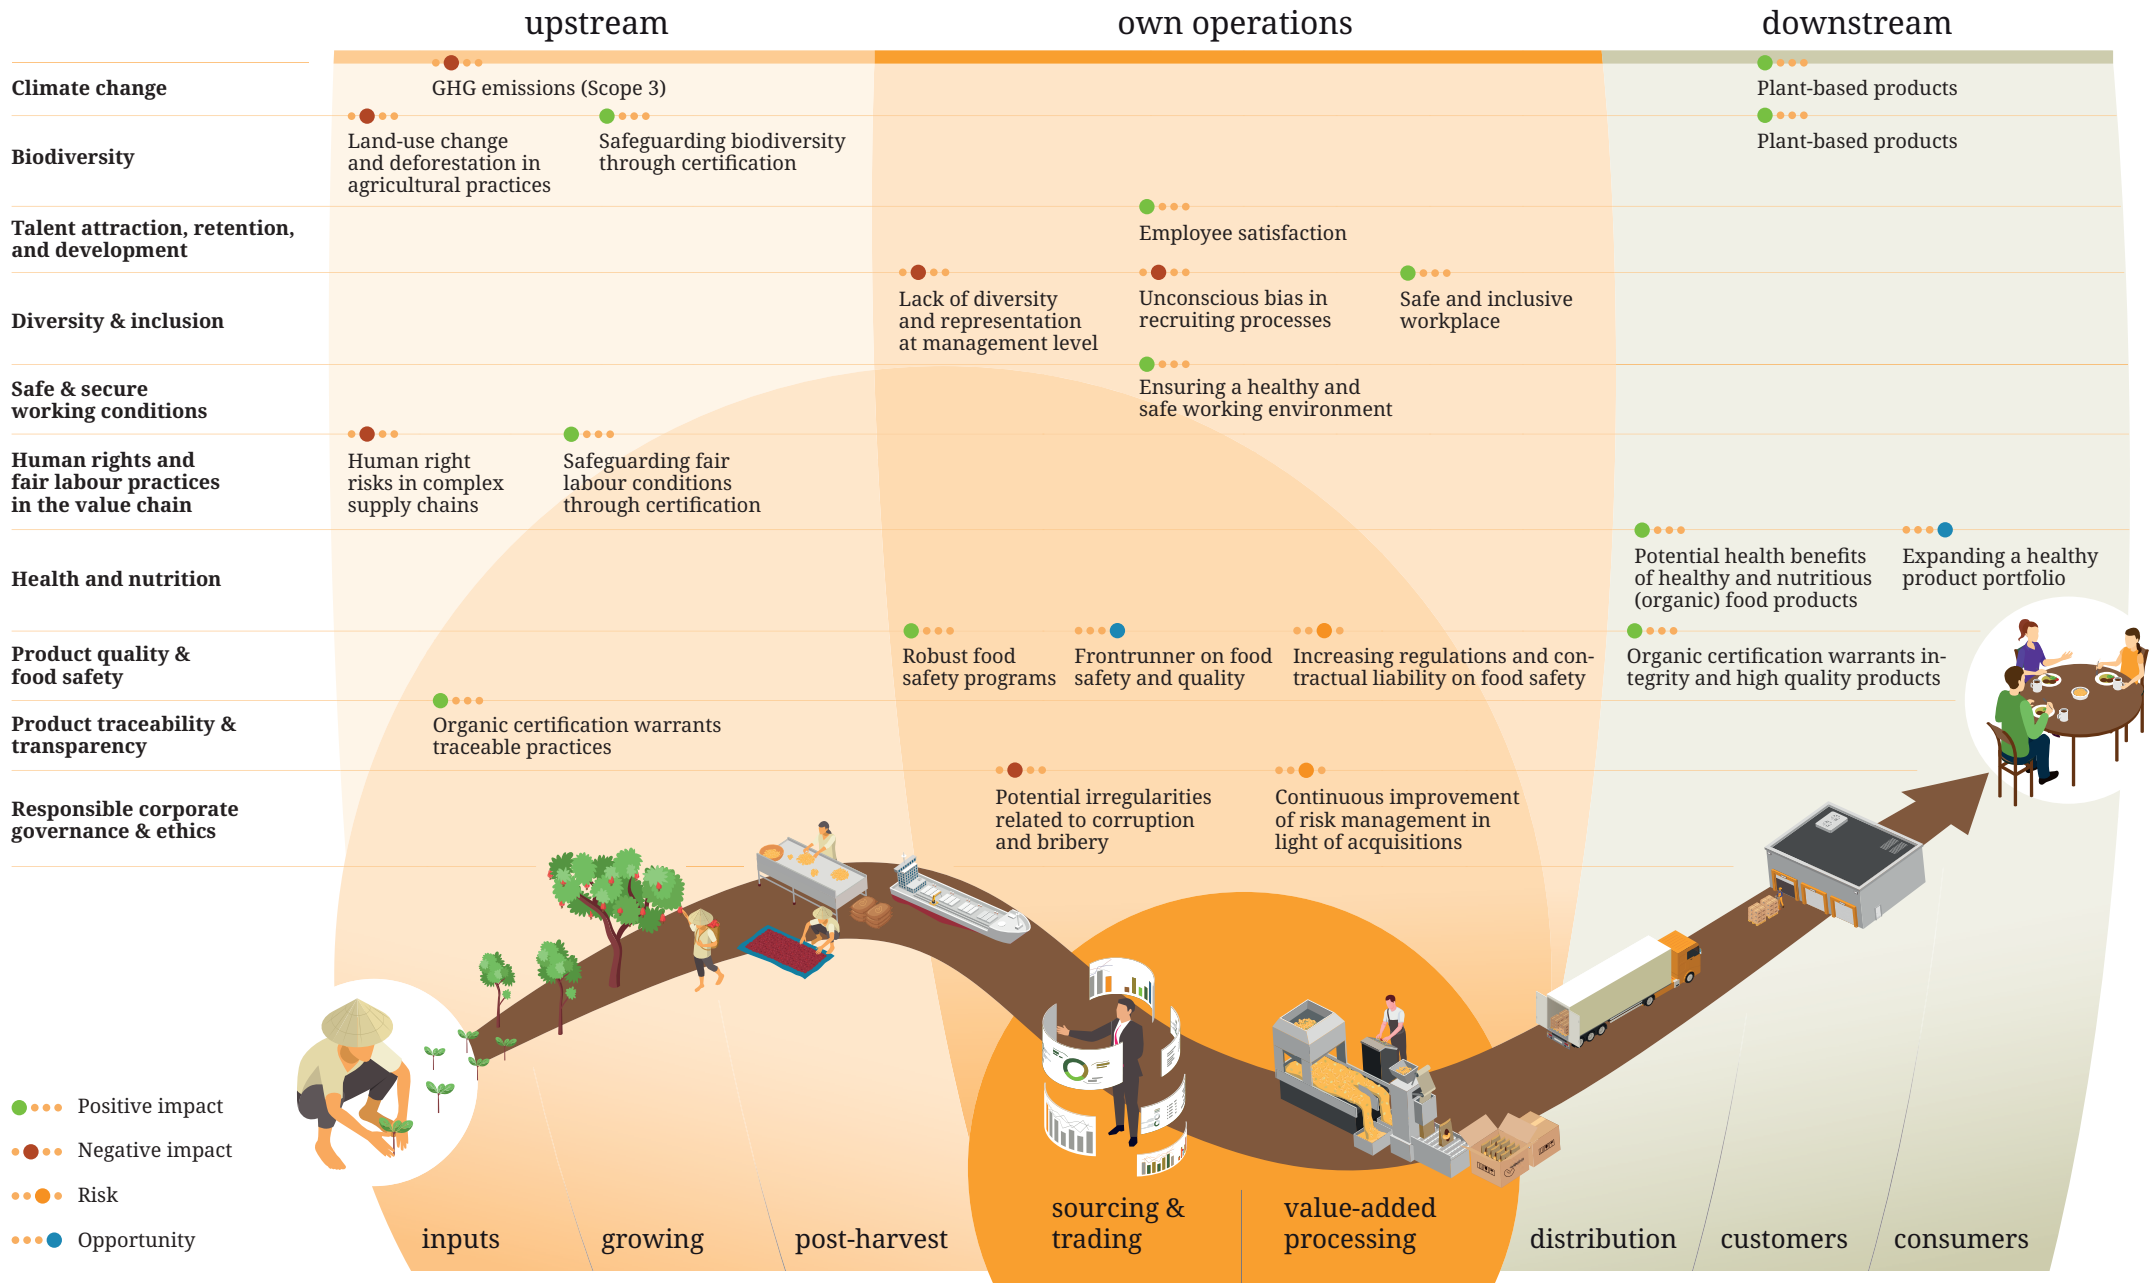 upstream
own operations
downstream
Climate change
GHG emissions (Scope 3)
Plant-based products
Biodiversity
Land-use change
and deforestation in
agricultural practices
Safeguarding biodiversity
through certification
Plant-based products
Talent attraction, retention,
and development
Employee satisfaction
Diversity & inclusion
Lack of diversity
and representation
at management level
Unconscious bias in
recruiting processes
Safe and inclusive
workplace
Safe & secure
working conditions
Ensuring a healthy and
safe working environment
Human rights and
fair labour practices
in the value chain
Human right
risks in complex
supply chains
Safeguarding fair
labour conditions
through certification
Health and nutrition
Potential health benefits
of healthy and nutritious
(organic) food products
Expanding a healthy
product portfolio
Product quality &
food safety
Robust food
safety programs
Frontrunner on food
safety and quality
Increasing regulations and con-
tractual liability on food safety
Organic certification warrants in-
tegrity and high quality products
Product traceability &
transparency
Organic certification warrants
traceable practices
Responsible corporate
governance & ethics
Potential irregularities
related to corruption
and bribery
Continuous improvement
of risk management in
light of acquisitions
Positive impact
Negative impact
Risk
Opportunity
inputs
growing
post-harvest
sourcing &
trading
value-added
processing
distribution
customers
consumers